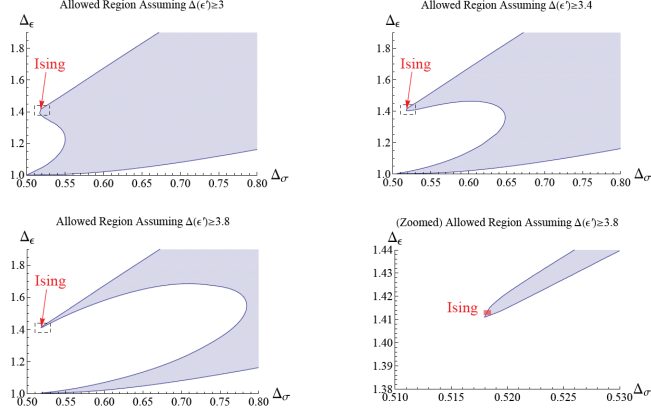 Allowed Region Assuming Δ(ϵ′)≥3
Δϵ
1.8
1.6
1.4
1.2
1.0
Ising
0.50 0.55 0.60 0.65 0.70 0.75 0.80
Δσ
Allowed Region Assuming Δ(ϵ′)≥3.4
Δϵ
1.8
1.6
1.4
1.2
1.0
Ising
0.50 0.55 0.60 0.65 0.70 0.75 0.80
Δσ
Allowed Region Assuming Δ(ϵ′)≥3.8
Δϵ
1.8
1.6
1.4
1.2
1.0
Ising
0.50 0.55 0.60 0.65 0.70 0.75 0.80
Δσ
(Zoomed) Allowed Region Assuming Δ(ϵ′)≥3.8
Δϵ
1.44
1.43
1.42
1.41
1.40
1.39
1.38
Ising
0.510 0.515 0.520 0.525 0.530
Δσ